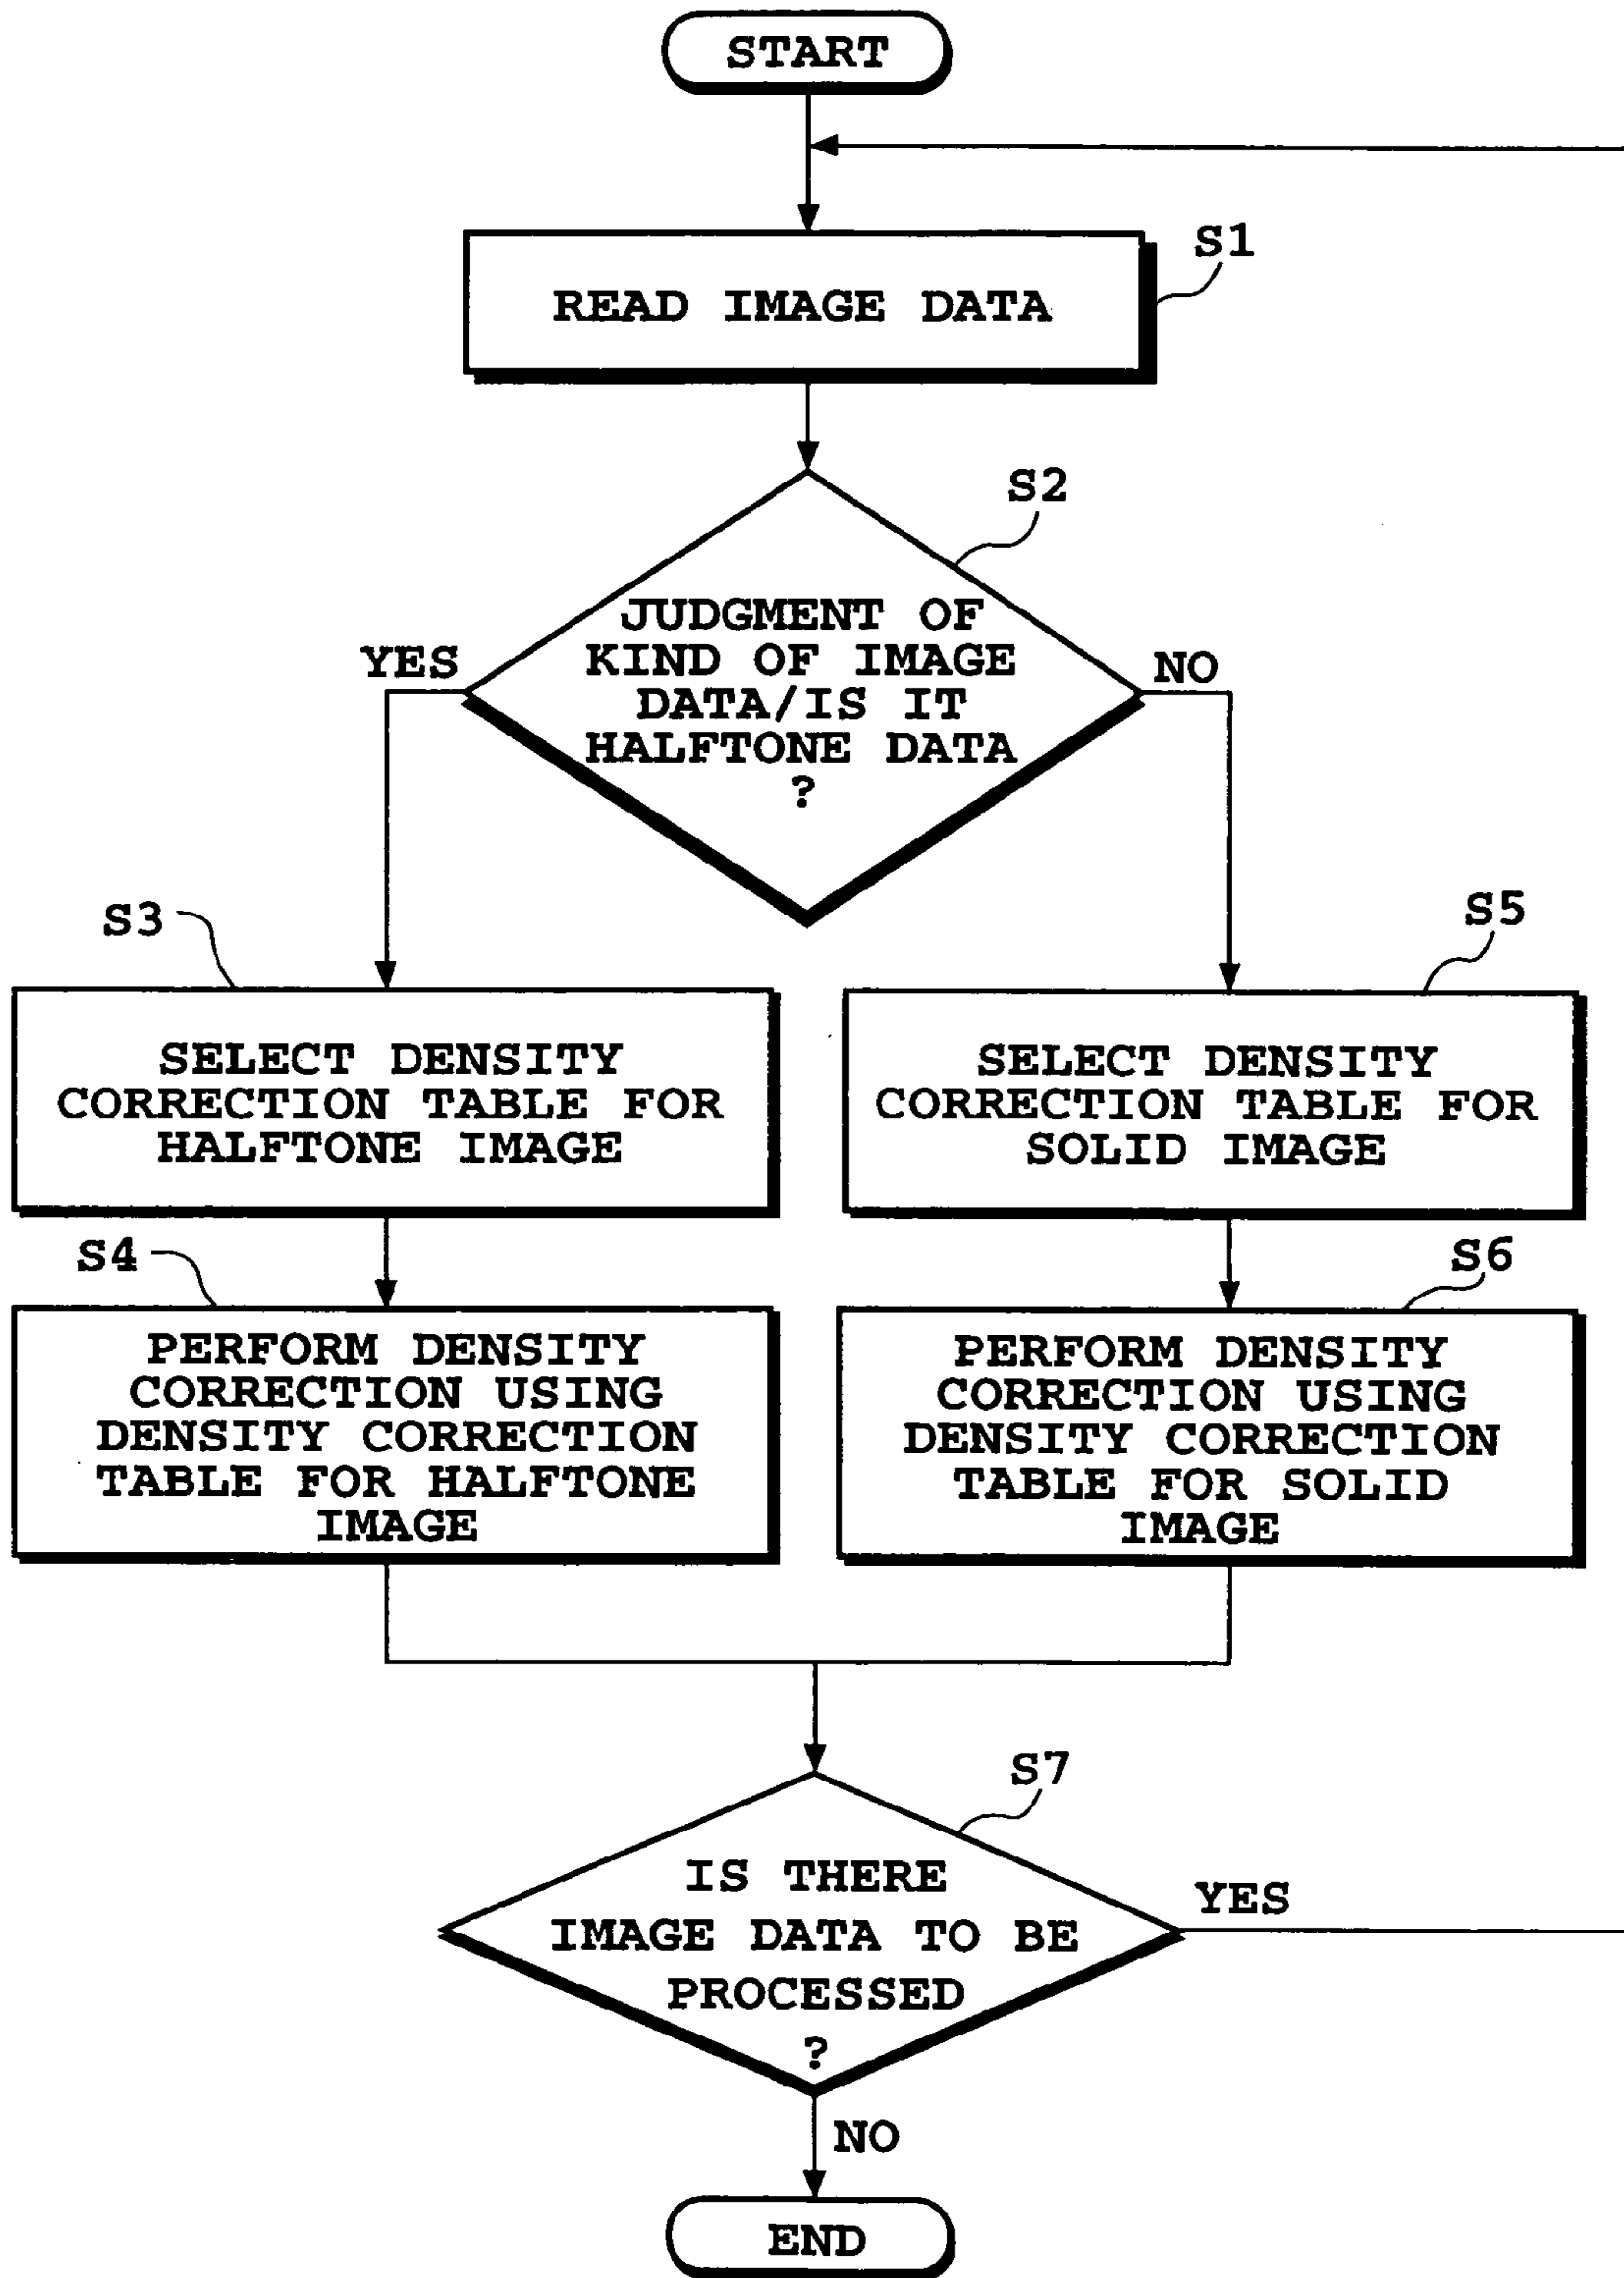 START
READ IMAGE DATA
S1
S2
JUDGMENT OF
KIND OF IMAGE
DATA/IS IT
HALFTONE DATA
?
YES
NO
S3
SELECT DENSITY
CORRECTION TABLE FOR
HALFTONE IMAGE
S5
SELECT DENSITY
CORRECTION TABLE FOR
SOLID IMAGE
S4
PERFORM DENSITY
CORRECTION USING
DENSITY CORRECTION
TABLE FOR HALFTONE
IMAGE
S6
PERFORM DENSITY
CORRECTION USING
DENSITY CORRECTION
TABLE FOR SOLID
IMAGE
S7
IS THERE
IMAGE DATA TO BE
PROCESSED
?
YES
NO
END